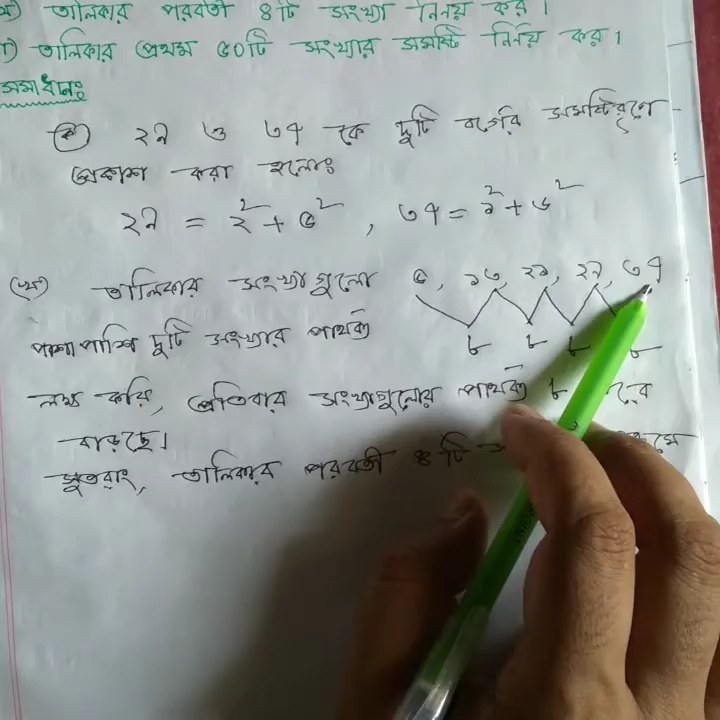 তালিকার পরবর্তী ৪টি সংখ্যা নির্ণয় কর।
তালিকার প্রথম ৫০টি সংখ্যার সমষ্টি নির্ণয় কর।
সমাধানঃ
(ক) ২৯ ও ৩৭ কে দুটি বর্গের সমষ্টিরূপে
প্রকাশ করা হলোঃ
২৯ = ২² + ৫², ৩৭ = ১² + ৬²
(খ) তালিকার সংখ্যাগুলো ৫, ১৩, ২১, ২৯, ৩৭
পাশাপাশি দুটি সংখ্যার পার্থক্য ৮ ৮ ৮ ৮
লক্ষ্য করি, প্রতিবার সংখ্যাগুলোর পার্থক্য ৮
বাড়ছে।
সুতরাং, তালিকার পরবর্তী ৪টি